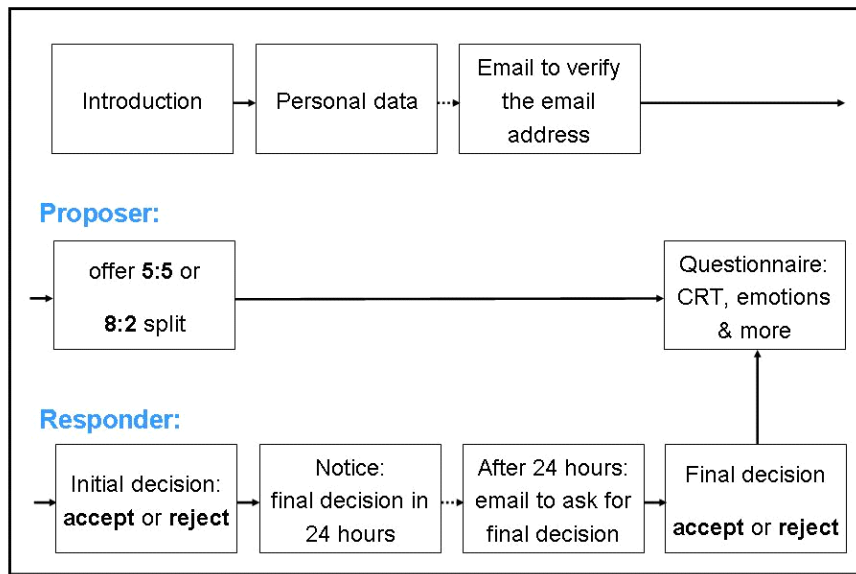 Introduction
Personal data
Email to verify
the email
address
Proposer:
offer 5:5 or
8:2 split
Questionnaire:
CRT, emotions
& more
Responder:
Initial decision:
accept or reject
Notice:
final decision in
24 hours
After 24 hours:
email to ask for
final decision
Final decision
accept or reject